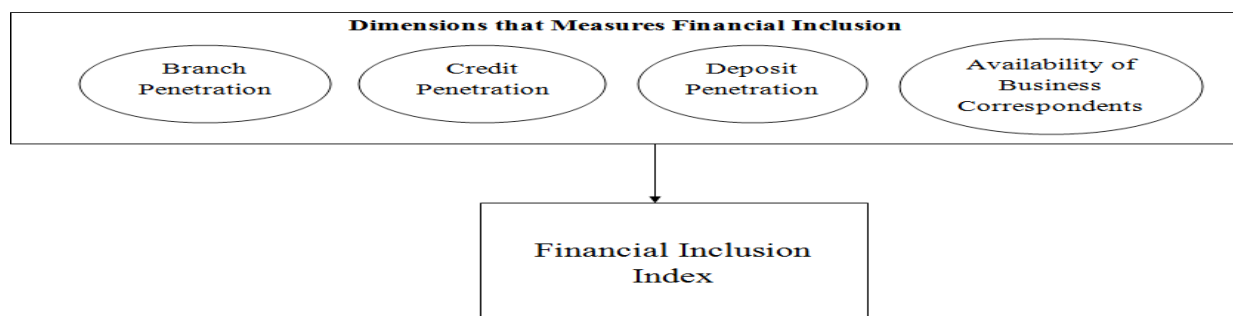 Dimensions that Measures Financial Inclusion
Branch
Penetration
Credit
Penetration
Deposit
Penetration
Availability of
Business
Correspondents
Financial Inclusion
Index